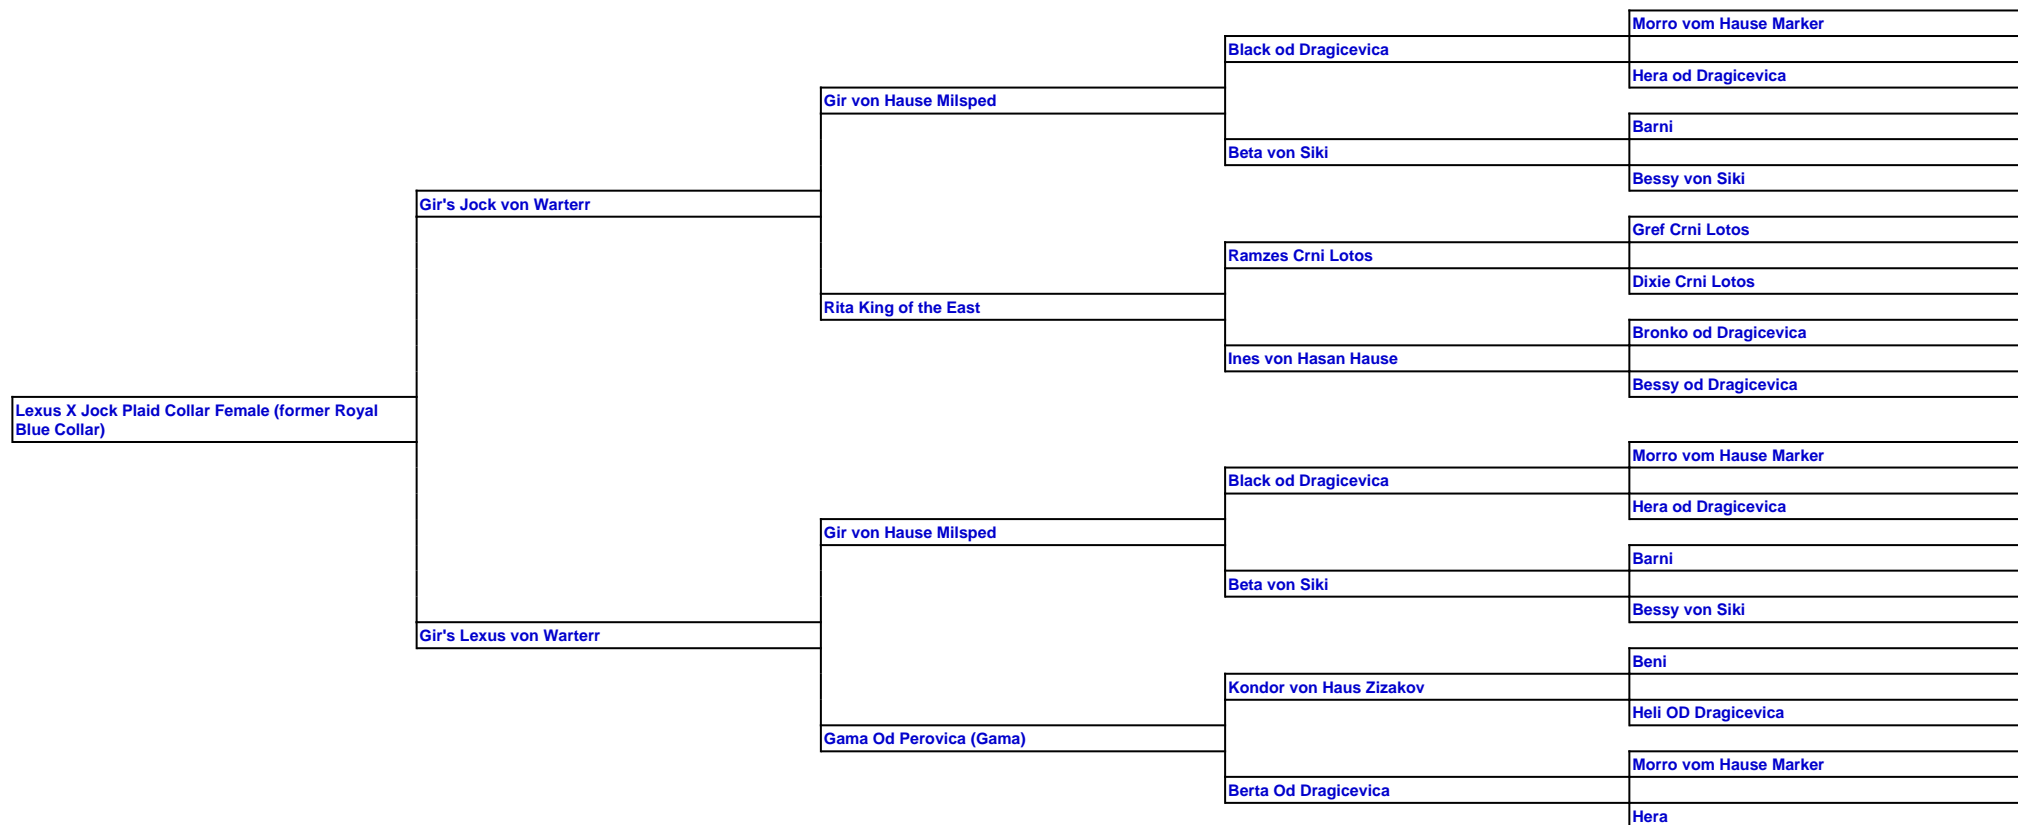 Morro vom Hause Marker
Black od Dragicevica
Hera od Dragicevica
Gir von Hause Milsped
Barni
Beta von Siki
Bessy von Siki
Gir's Jock von Warterr
Gref Crni Lotos
Ramzes Crni Lotos
Dixie Crni Lotos
Rita King of the East
Bronko od Dragicevica
Ines von Hasan Hause
Bessy od Dragicevica
Lexus X Jock Plaid Collar Female (former Royal
Blue Collar)
Morro vom Hause Marker
Black od Dragicevica
Hera od Dragicevica
Gir von Hause Milsped
Barni
Beta von Siki
Bessy von Siki
Gir's Lexus von Warterr
Beni
Kondor von Haus Zizakov
Heli OD Dragicevica
Gama Od Perovica (Gama)
Morro vom Hause Marker
Berta Od Dragicevica
Hera